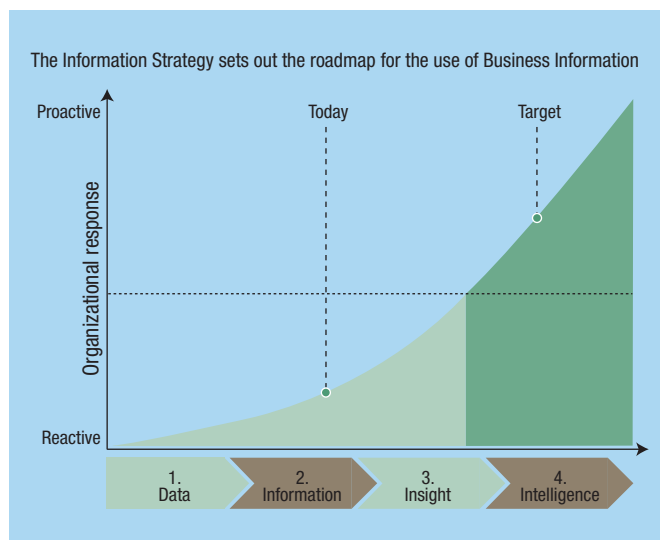 The Information Strategy sets out the roadmap for the use of Business Information
Proactive
Today
Target
Organizational response
Reactive
1.
Data
2.
Information
3.
Insight
4.
Intelligence